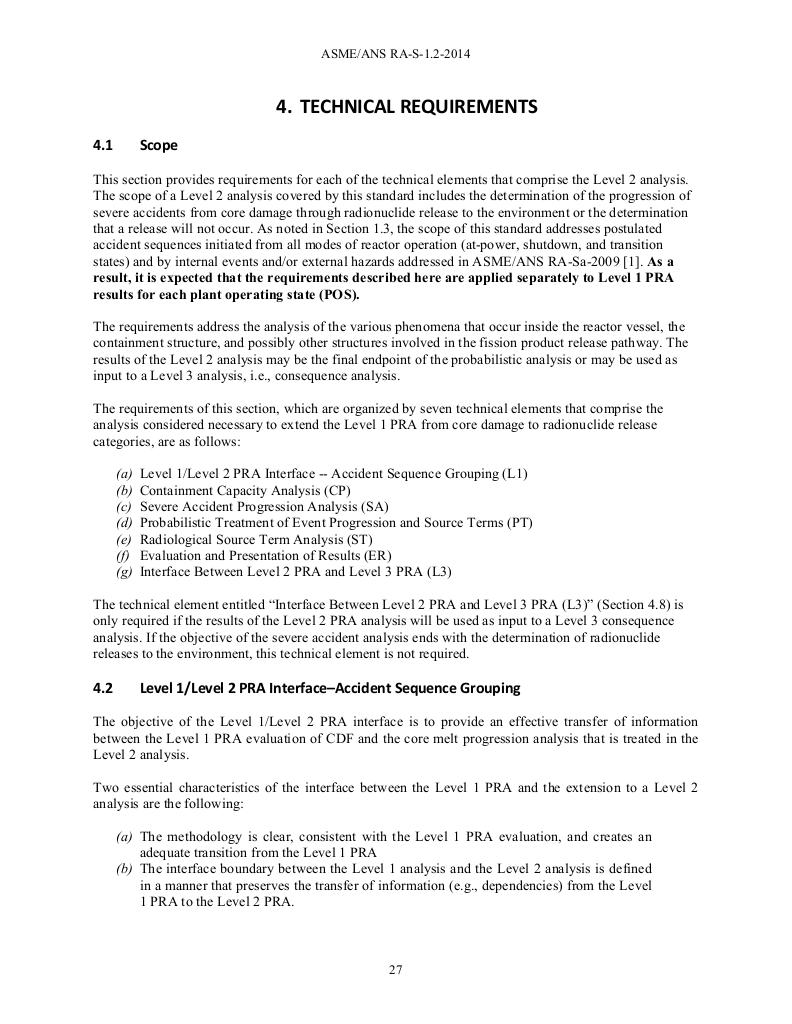 ASME/ANS RA-S-1.2-2014
4. TECHNICAL REQUIREMENTS
4.1 Scope
This section provides requirements for each of the technical elements that comprise the Level 2 analysis.
The scope of a Level 2 analysis covered by this standard includes the determination of the progression of
severe accidents from core damage through radionuclide release to the environment or the determination
that a release will not occur. As noted in Section 1.3, the scope of this standard addresses postulated
accident sequences initiated from all modes of reactor operation (at-power, shutdown, and transition
states) and by internal events and/or external hazards addressed in ASME/ANS RA-Sa-2009 [1]. As a
result, it is expected that the requirements described here are applied separately to Level 1 PRA
results for each plant operating state (POS).
The requirements address the analysis of the various phenomena that occur inside the reactor vessel, the
containment structure, and possibly other structures involved in the fission product release pathway. The
results of the Level 2 analysis may be the final endpoint of the probabilistic analysis or may be used as
input to a Level 3 analysis, i.e., consequence analysis.
The requirements of this section, which are organized by seven technical elements that comprise the
analysis considered necessary to extend the Level 1 PRA from core damage to radionuclide release
categories, are as follows:
(a) Level 1/Level 2 PRA Interface -- Accident Sequence Grouping (L1)
(b) Containment Capacity Analysis (CP)
(c) Severe Accident Progression Analysis (SA)
(d) Probabilistic Treatment of Event Progression and Source Terms (PT)
(e) Radiological Source Term Analysis (ST)
(f) Evaluation and Presentation of Results (ER)
(g) Interface Between Level 2 PRA and Level 3 PRA (L3)
The technical element entitled “Interface Between Level 2 PRA and Level 3 PRA (L3)” (Section 4.8) is
only required if the results of the Level 2 PRA analysis will be used as input to a Level 3 consequence
analysis. If the objective of the severe accident analysis ends with the determination of radionuclide
releases to the environment, this technical element is not required.
4.2 Level 1/Level 2 PRA Interface–Accident Sequence Grouping
The objective of the Level 1/Level 2 PRA interface is to provide an effective transfer of information
between the Level 1 PRA evaluation of CDF and the core melt progression analysis that is treated in the
Level 2 analysis.
Two essential characteristics of the interface between the Level 1 PRA and the extension to a Level 2
analysis are the following:
(a) The methodology is clear, consistent with the Level 1 PRA evaluation, and creates an
adequate transition from the Level 1 PRA
(b) The interface boundary between the Level 1 analysis and the Level 2 analysis is defined
in a manner that preserves the transfer of information (e.g., dependencies) from the Level
1 PRA to the Level 2 PRA.
27